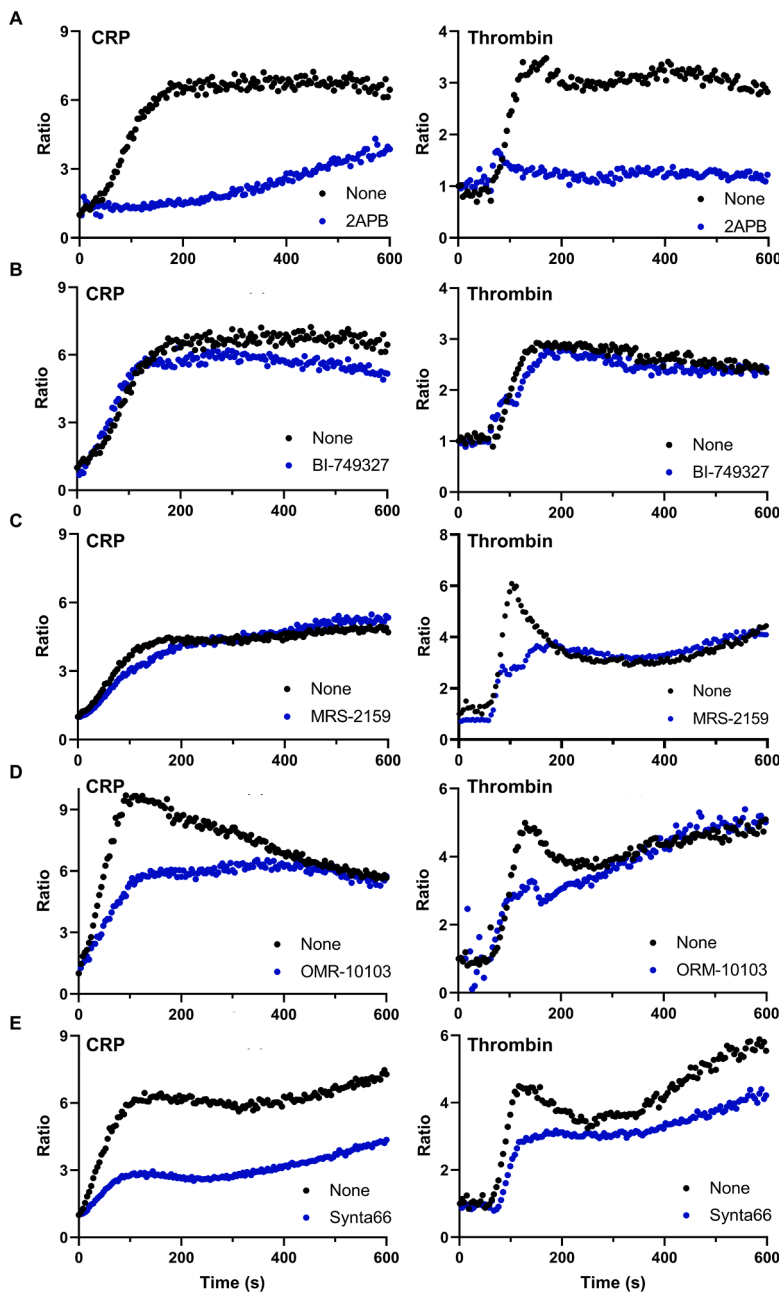 A
CRP
Thrombin
9
6
3
0
Ratio
None
2APB
0
200
400
600
4
3
2
1
0
Ratio
None
2APB
0
200
400
600
B
CRP
Thrombin
9
6
3
0
Ratio
None
BI-749327
0
200
400
600
4
3
2
1
0
Ratio
None
BI-749327
0
200
400
600
C
CRP
Thrombin
9
6
3
0
Ratio
None
MRS-2159
0
200
400
600
8
6
4
2
0
Ratio
None
MRS-2159
0
200
400
600
D
CRP
Thrombin
9
6
3
0
Ratio
None
OMR-10103
0
200
400
600
6
4
2
0
Ratio
None
ORM-10103
0
200
400
600
E
CRP
Thrombin
9
6
3
0
Ratio
None
Synta66
0
200
400
600
Time (s)
6
4
2
0
Ratio
None
Synta66
0
200
400
600
Time (s)